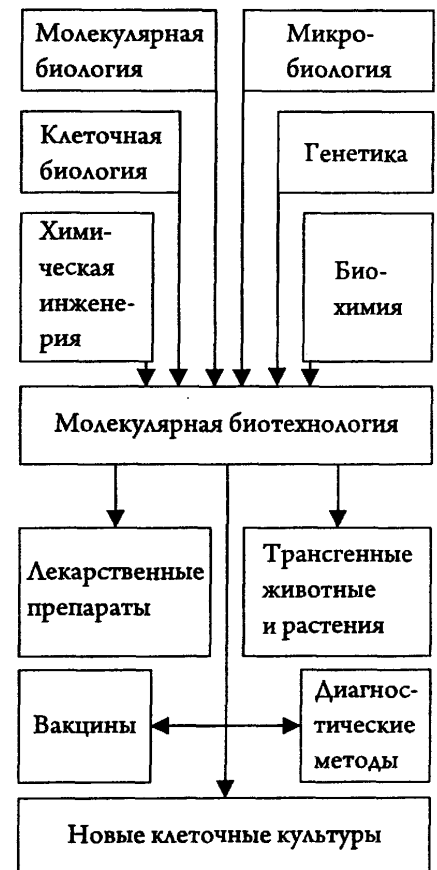 Молекулярная
биология
Микро-
биология
Клеточная
биология
Генетика
Хими-
ческая
инжене-
рия
Био-
химия
Молекулярная биотехнология
Лекарственные
препараты
Трансгенные
животные
и растения
Вакцины
Диагнос-
тические
методы
Новые клеточные культуры